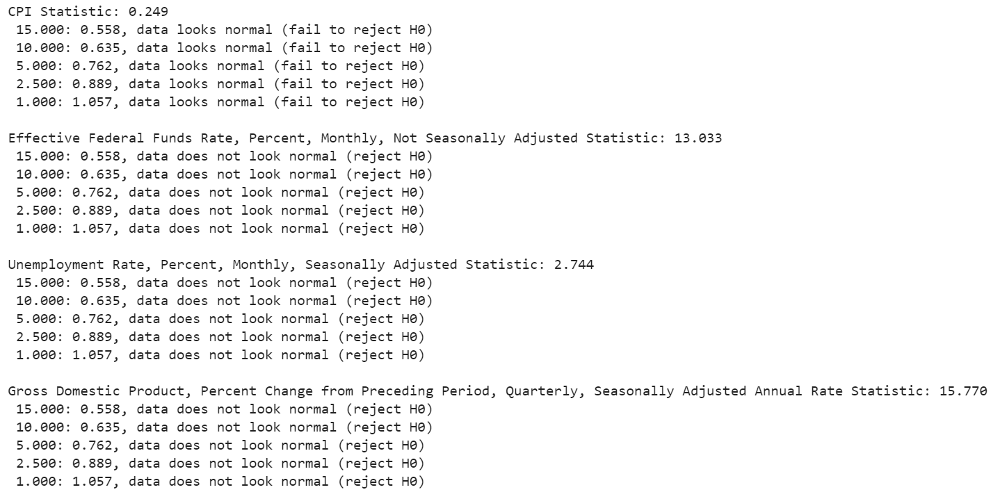 CPI Statistic: 0.249
15.000: 0.558, data looks normal (fail to reject H0)
10.000: 0.635, data looks normal (fail to reject H0)
5.000: 0.762, data looks normal (fail to reject H0)
2.500: 0.889, data looks normal (fail to reject H0)
1.000: 1.057, data looks normal (fail to reject H0)
Effective Federal Funds Rate, Percent, Monthly, Not Seasonally Adjusted Statistic: 13.033
15.000: 0.558, data does not look normal (reject H0)
10.000: 0.635, data does not look normal (reject H0)
5.000: 0.762, data does not look normal (reject H0)
2.500: 0.889, data does not look normal (reject H0)
1.000: 1.057, data does not look normal (reject H0)
Unemployment Rate, Percent, Monthly, Seasonally Adjusted Statistic: 2.744
15.000: 0.558, data does not look normal (reject H0)
10.000: 0.635, data does not look normal (reject H0)
5.000: 0.762, data does not look normal (reject H0)
2.500: 0.889, data does not look normal (reject H0)
1.000: 1.057, data does not look normal (reject H0)
Gross Domestic Product, Percent Change from Preceding Period, Quarterly, Seasonally Adjusted Annual Rate Statistic: 15.770
15.000: 0.558, data does not look normal (reject H0)
10.000: 0.635, data does not look normal (reject H0)
5.000: 0.762, data does not look normal (reject H0)
2.500: 0.889, data does not look normal (reject H0)
1.000: 1.057, data does not look normal (reject H0)